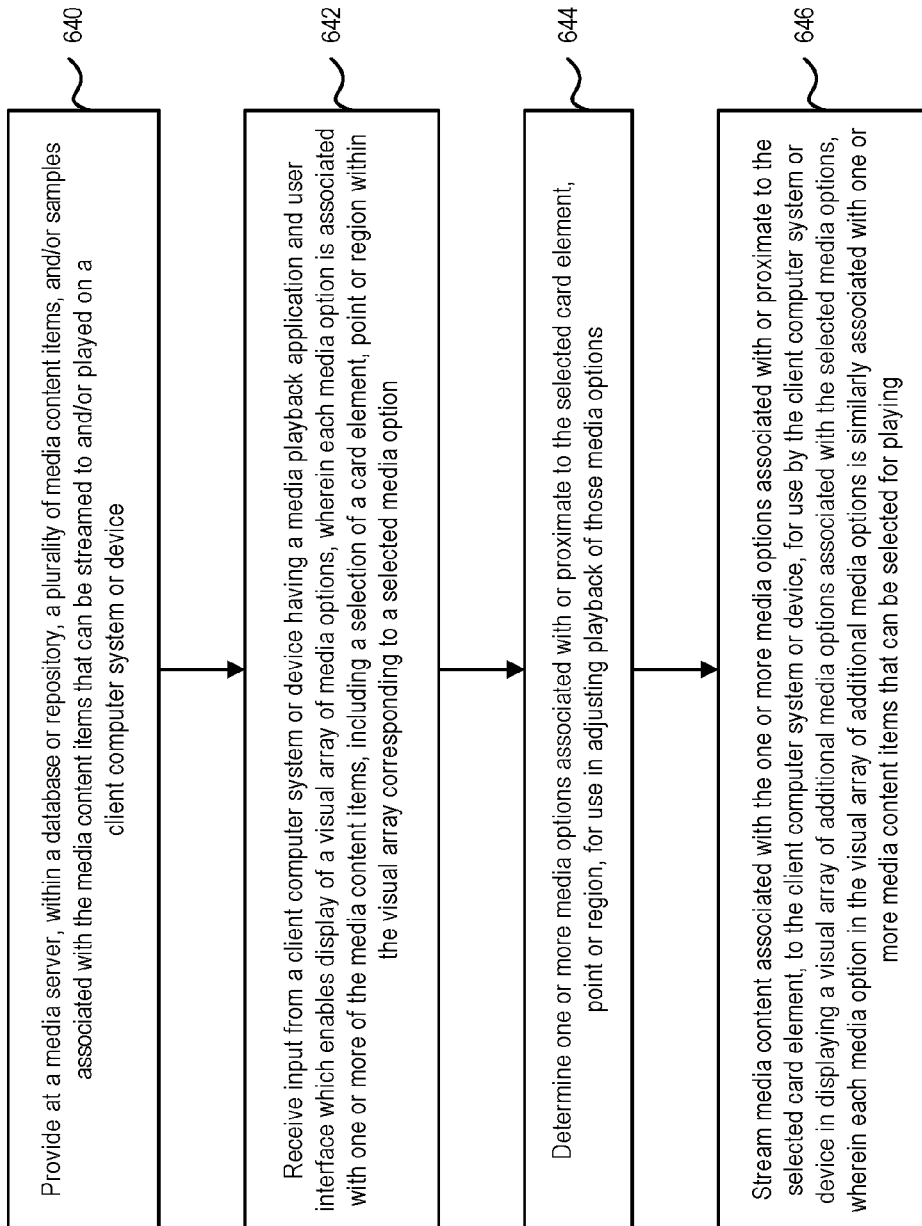 Provide at a media server, within a database or repository, a plurality of media content items, and/or samples
associated with the media content items that can be streamed to and/or played on a
client computer system or device
640
Receive input from a client computer system or device having a media playback application and user
interface which enables display of a visual array of media options, wherein each media option is associated
with one or more of the media content items, including a selection of a card element, point or region within
the visual array corresponding to a selected media option
642
Determine one or more media options associated with or proximate to the selected card element,
point or region, for use in adjusting playback of those media options
644
Stream media content associated with the one or more media options associated with or proximate to the
selected card element, to the client computer system or device, for use by the client computer system or
device in displaying a visual array of additional media options associated with the selected media options,
wherein each media option in the visual array of additional media options is similarly associated with one or
more media content items that can be selected for playing
646